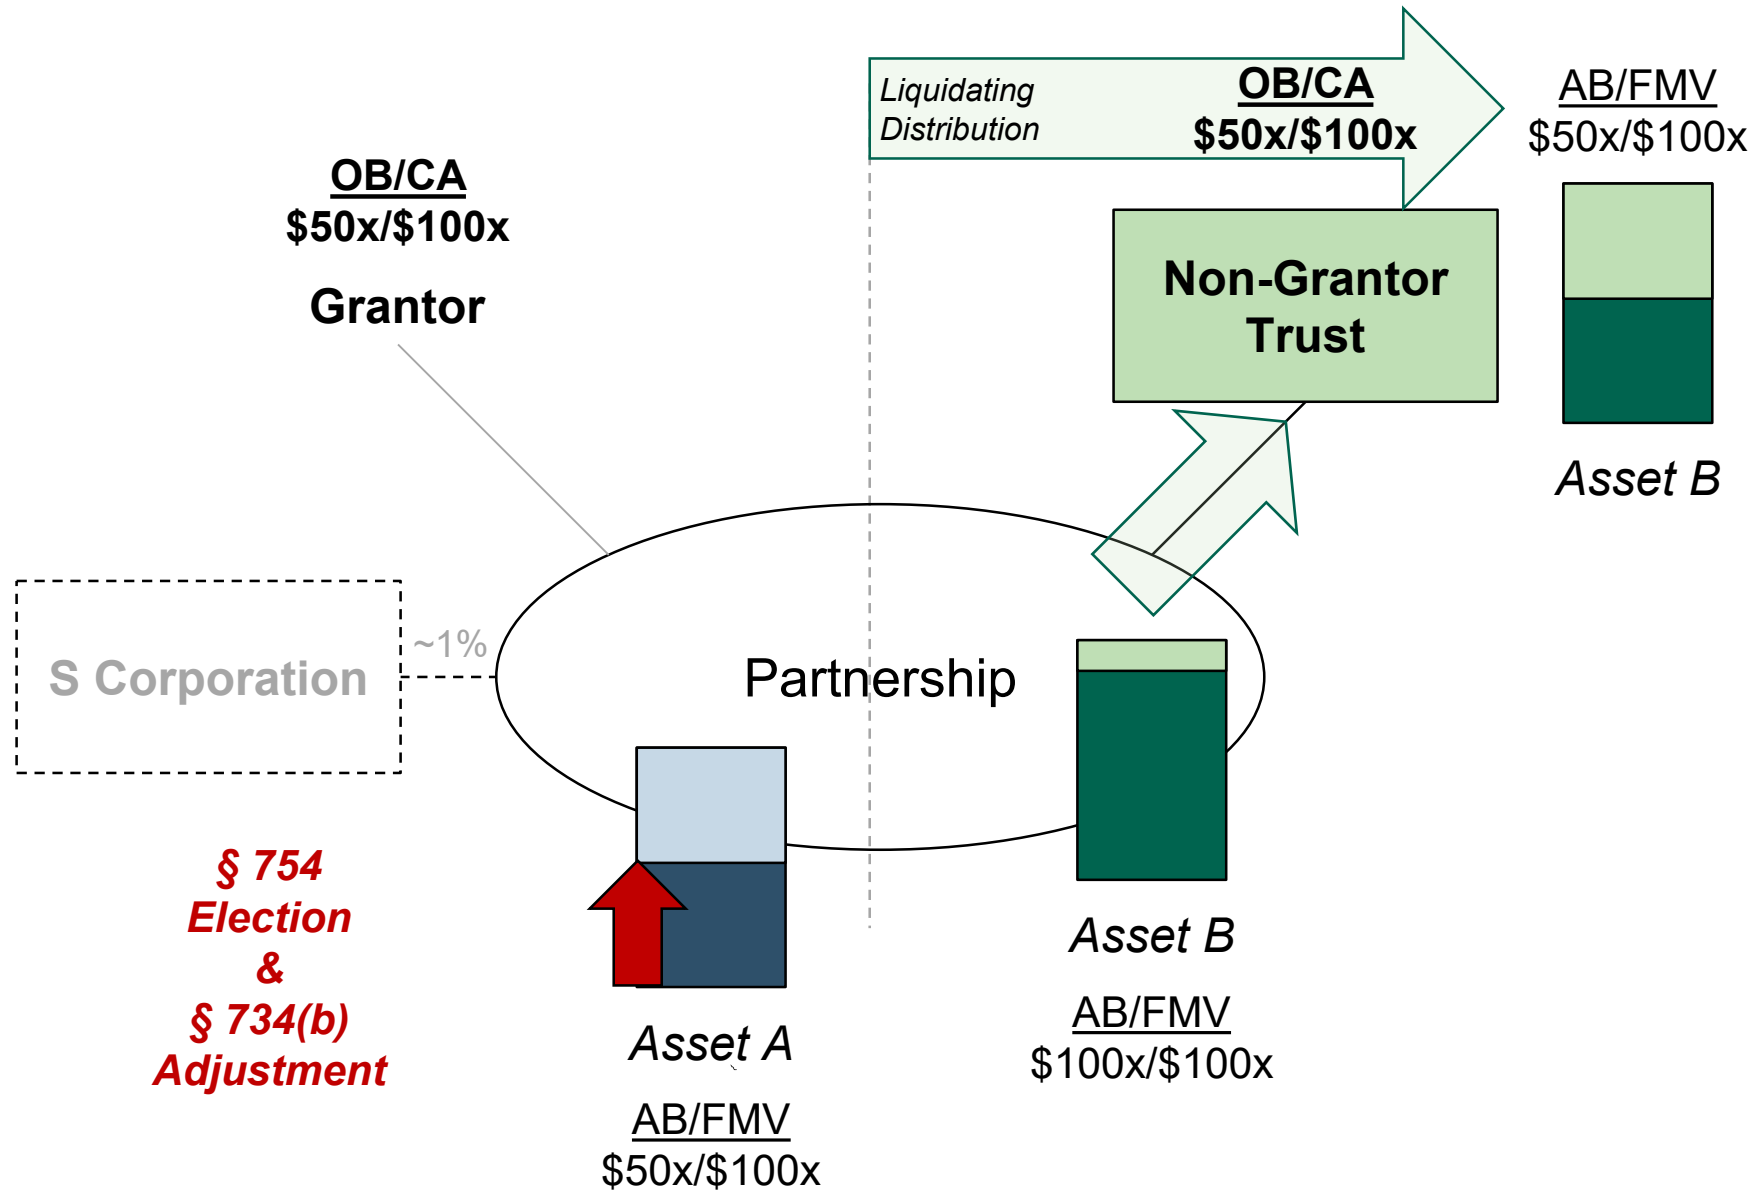 Liquidating
Distribution
OB/CA
$50x/$100x
AB/FMV
$50x/$100x
OB/CA
$50x/$100x
Grantor
Non-Grantor
Trust
Asset B
S Corporation
~1%
Partnership
§ 754
Election
&
§ 734(b)
Adjustment
Asset A
AB/FMV
$50x/$100x
Asset B
AB/FMV
$100x/$100x